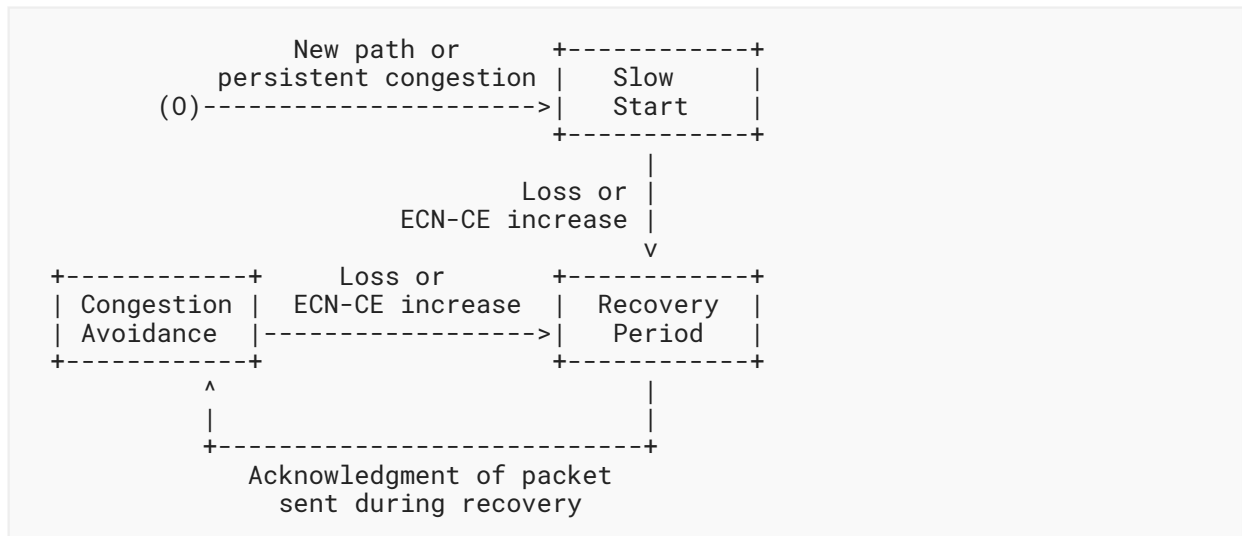 New path or      +------------+
persistent congestion |   Slow     |
(O)---------------------->|   Start    |
+------------+
|
Loss or |
ECN-CE increase |
v
+------------+     Loss or       +------------+
| Congestion |  ECN-CE increase  |  Recovery  |
| Avoidance  |------------------>|   Period   |
+------------+                   +------------+
^                             |
|                             |
+-----------------------------+
Acknowledgment of packet
sent during recovery